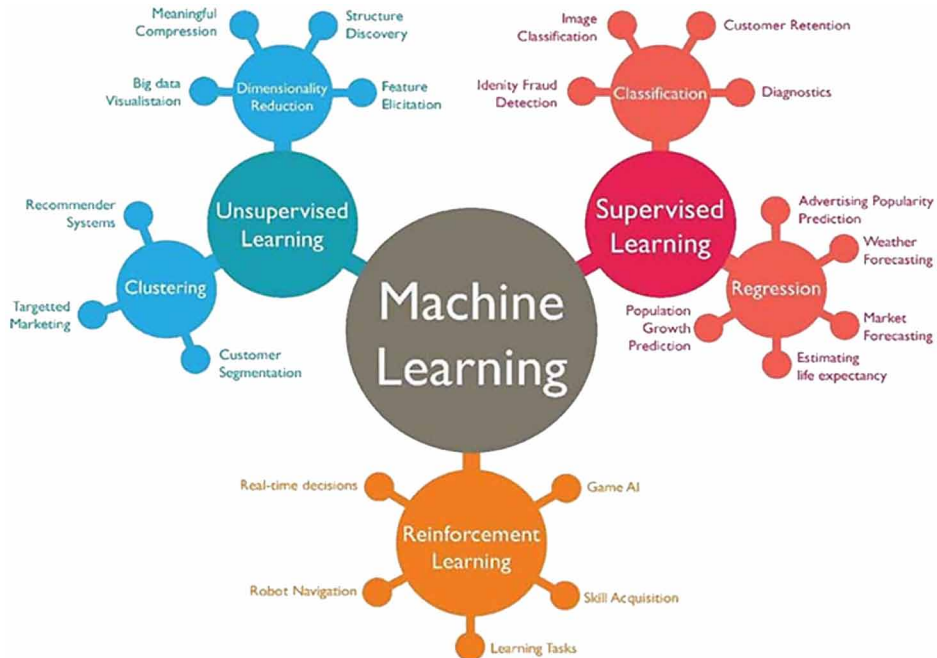 Meaningful
Compression
Structure
Discovery
Big data
Visualistaion
Dimensionality
Reduction
Feature
Elicitation
Image
Classification
Customer Retention
Idenity Fraud
Detection
Classification
Diagnostics
Unsupervised
Learning
Supervised
Learning
Recommender
Systems
Clustering
Targetted
Marketing
Customer
Segmentation
Machine
Learning
Advertising Popularity
Prediction
Weather
Forecasting
Regression
Population
Growth
Prediction
Market
Forecasting
Estimating
life expectancy
Real-time decisions
Game AI
Reinforcement
Learning
Robot Navigation
Skill Acquisition
Learning Tasks